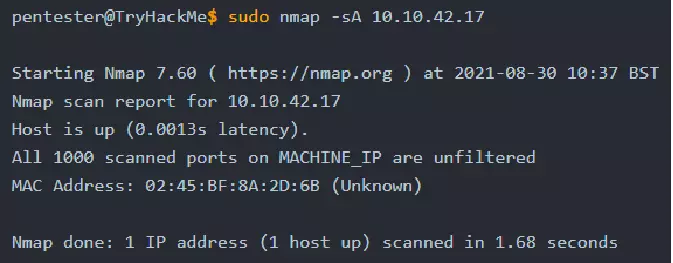 pentester@TryHackMe$ sudo nmap -sA 10.10.42.17
Starting Nmap 7.60 ( https://nmap.org ) at 2021-08-30 10:37 BST
Nmap scan report for 10.10.42.17
Host is up (0.0013s latency).
All 1000 scanned ports on MACHINE_IP are unfiltered
MAC Address: 02:45:BF:8A:2D:6B (Unknown)
Nmap done: 1 IP address (1 host up) scanned in 1.68 seconds